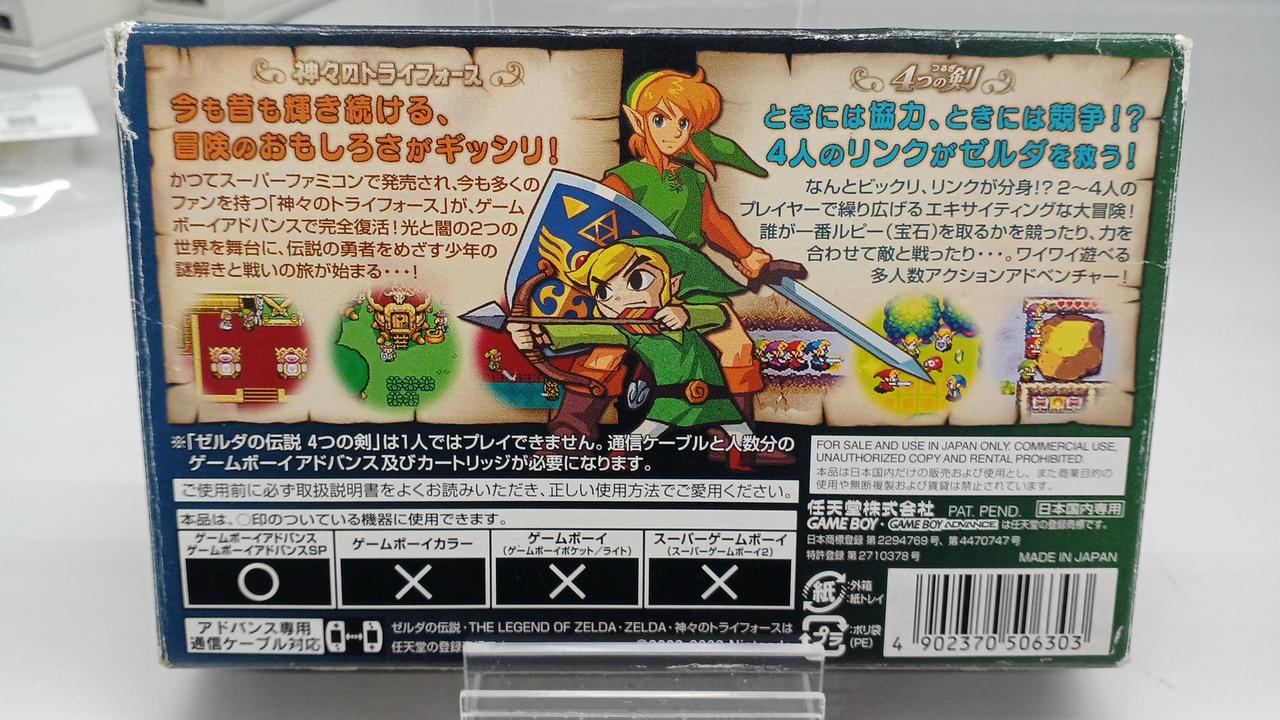 神々のトライフォース
今も昔も輝き続ける、
冒険のおもしろさがギッシリ!
かつてスーパーファミコンで発売され、今も多くの
ファンを持つ「神々のトライフォース」が、ゲーム
ボーイアドバンスで完全復活!光と闇の2つの
世界を舞台に、伝説の勇者をめざす少年の
謎解きと戦いの旅が始まる・・・!
つるぎ
4つの剣
ときには協力、ときには競争!?
4人のリンクがゼルダを救う!
なんとビックリ、リンクが分身!?2〜4人の
プレイヤーで繰り広げるエキサイティングな大冒険!
誰が一番ルピー(宝石)を取るかを競ったり、力を
合わせて敵と戦ったり・・・。ワイワイ遊べる
多人数アクションアドベンチャー!
※「ゼルダの伝説 4つの剣」は1人ではプレイできません。通信ケーブルと人数分の
ゲームボーイアドバンス及びカートリッジが必要になります。
ご使用前に必ず取扱説明書をよくお読みいただき、正しい使用方法でご愛用ください。
本品は、○印のついている機器に使用できます。
ゲームボーイアドバンス
ゲームボーイアドバンスSP
ゲームボーイカラー
ゲームボーイ
(ゲームボーイポケット/ライト)
スーパーゲームボーイ
(スーパーゲームボーイ2)
○ × × ×
アドバンス専用
通信ケーブル対応
ゼルダの伝説・THE LEGEND OF ZELDA・ZELDA・神々のトライフォースは
任天堂の登録
FOR SALE AND USE IN JAPAN ONLY. COMMERCIAL USE,
UNAUTHORIZED COPY AND RENTAL PROHIBITED.
本品は日本国内だけの販売および使用とし、また商業目的の
使用や無断複製および賃貸は禁止されています。
任天堂株式会社 PAT. PEND. 日本国内専用
GAME BOY・GAME BOY ADVANCE は任天堂の登録商標です。
日本商標登録 第2294769号、第4470747号
特許登録 第2710378号 MADE IN JAPAN
紙 :外箱
:紙トレイ
プラ :ポリ袋
(PE)
4 902370 506303